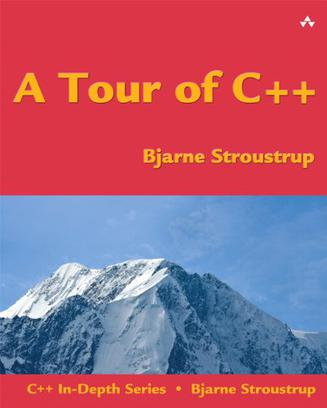 A Tour of C++
Bjarne Stroustrup
C++ In-Depth Series • Bjarne Stroustrup